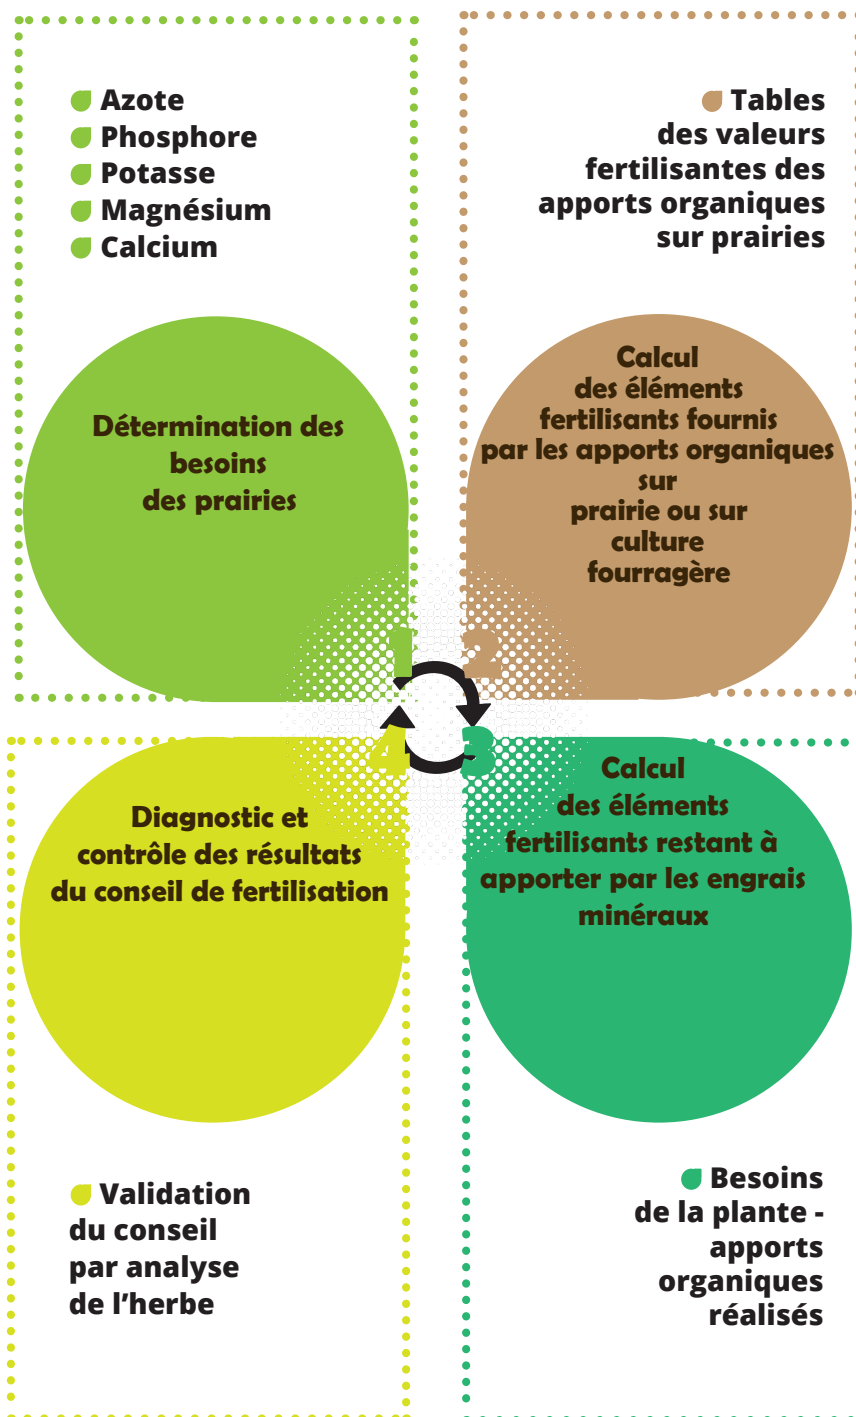 Azote
Phosphore
Potasse
Magnésium
Calcium
Détermination des
besoins
des prairies
1
Tables
des valeurs
fertilisantes des
apports organiques
sur prairies
Calcul
des éléments
fertilisants fournis
par les apports organiques
sur
prairie ou sur
culture
fourragère
2
3
Calcul
des éléments
fertilisants restant à
apporter par les engrais
minéraux
Besoins
de la plante -
apports
organiques
réalisés
4
Diagnostic et
contrôle des résultats
du conseil de fertilisation
Validation
du conseil
par analyse
de l’herbe